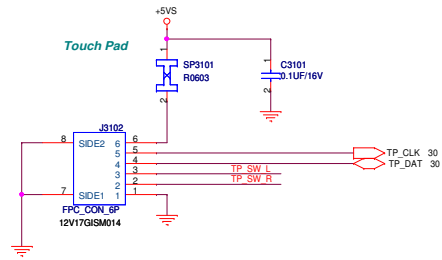 +5VS
Touch Pad
1
SP3101
R0603
2
1
C3101
0.1UF/16V
2
J3102
8 SIDE2 6 6
5 5 TP_CLK 30
4 4 TP_DAT 30
3 3 TP_SW_L
2 2 TP_SW_R
7 SIDE1 1 1
FPC_CON_6P
12V17GISM014